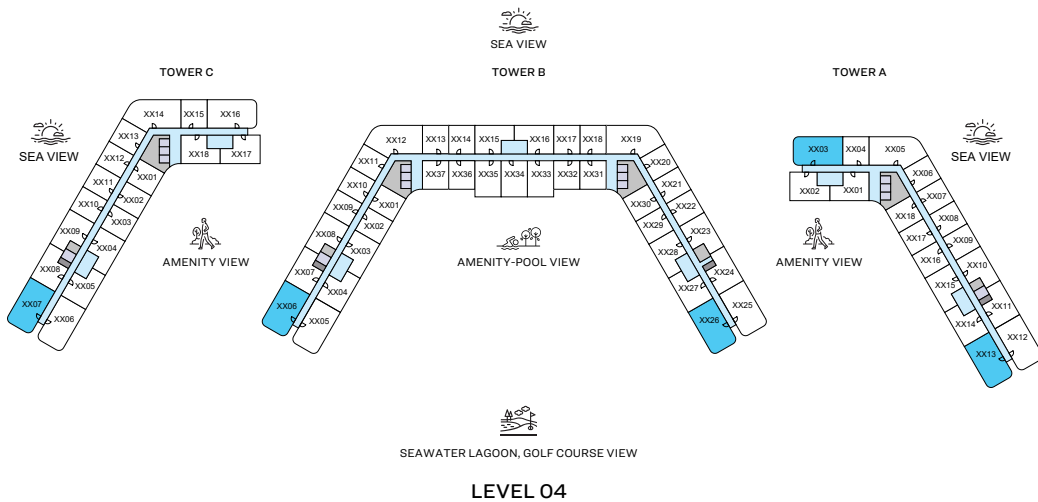 SEA VIEW
TOWER C
TOWER B
TOWER A
SEA VIEW
SEA VIEW
XX14
XX15
XX16
XX13
XX12
XX11
XX10
XX09
XX08
XX07
XX06
XX05
XX04
XX03
XX02
XX01
XX18
XX17
AMENITY VIEW
XX12
XX13
XX14
XX15
XX16
XX17
XX18
XX19
XX11
XX10
XX09
XX08
XX07
XX06
XX05
XX04
XX03
XX02
XX01
XX37
XX36
XX35
XX34
XX33
XX32
XX31
XX20
XX21
XX22
XX23
XX24
XX25
XX26
XX27
XX28
XX29
XX30
AMENITY-POOL VIEW
XX03
XX04
XX05
XX02
XX01
XX06
XX07
XX08
XX09
XX10
XX11
XX12
XX13
XX14
XX15
XX16
XX17
XX18
AMENITY VIEW
SEAWATER LAGOON, GOLF COURSE VIEW
LEVEL 04